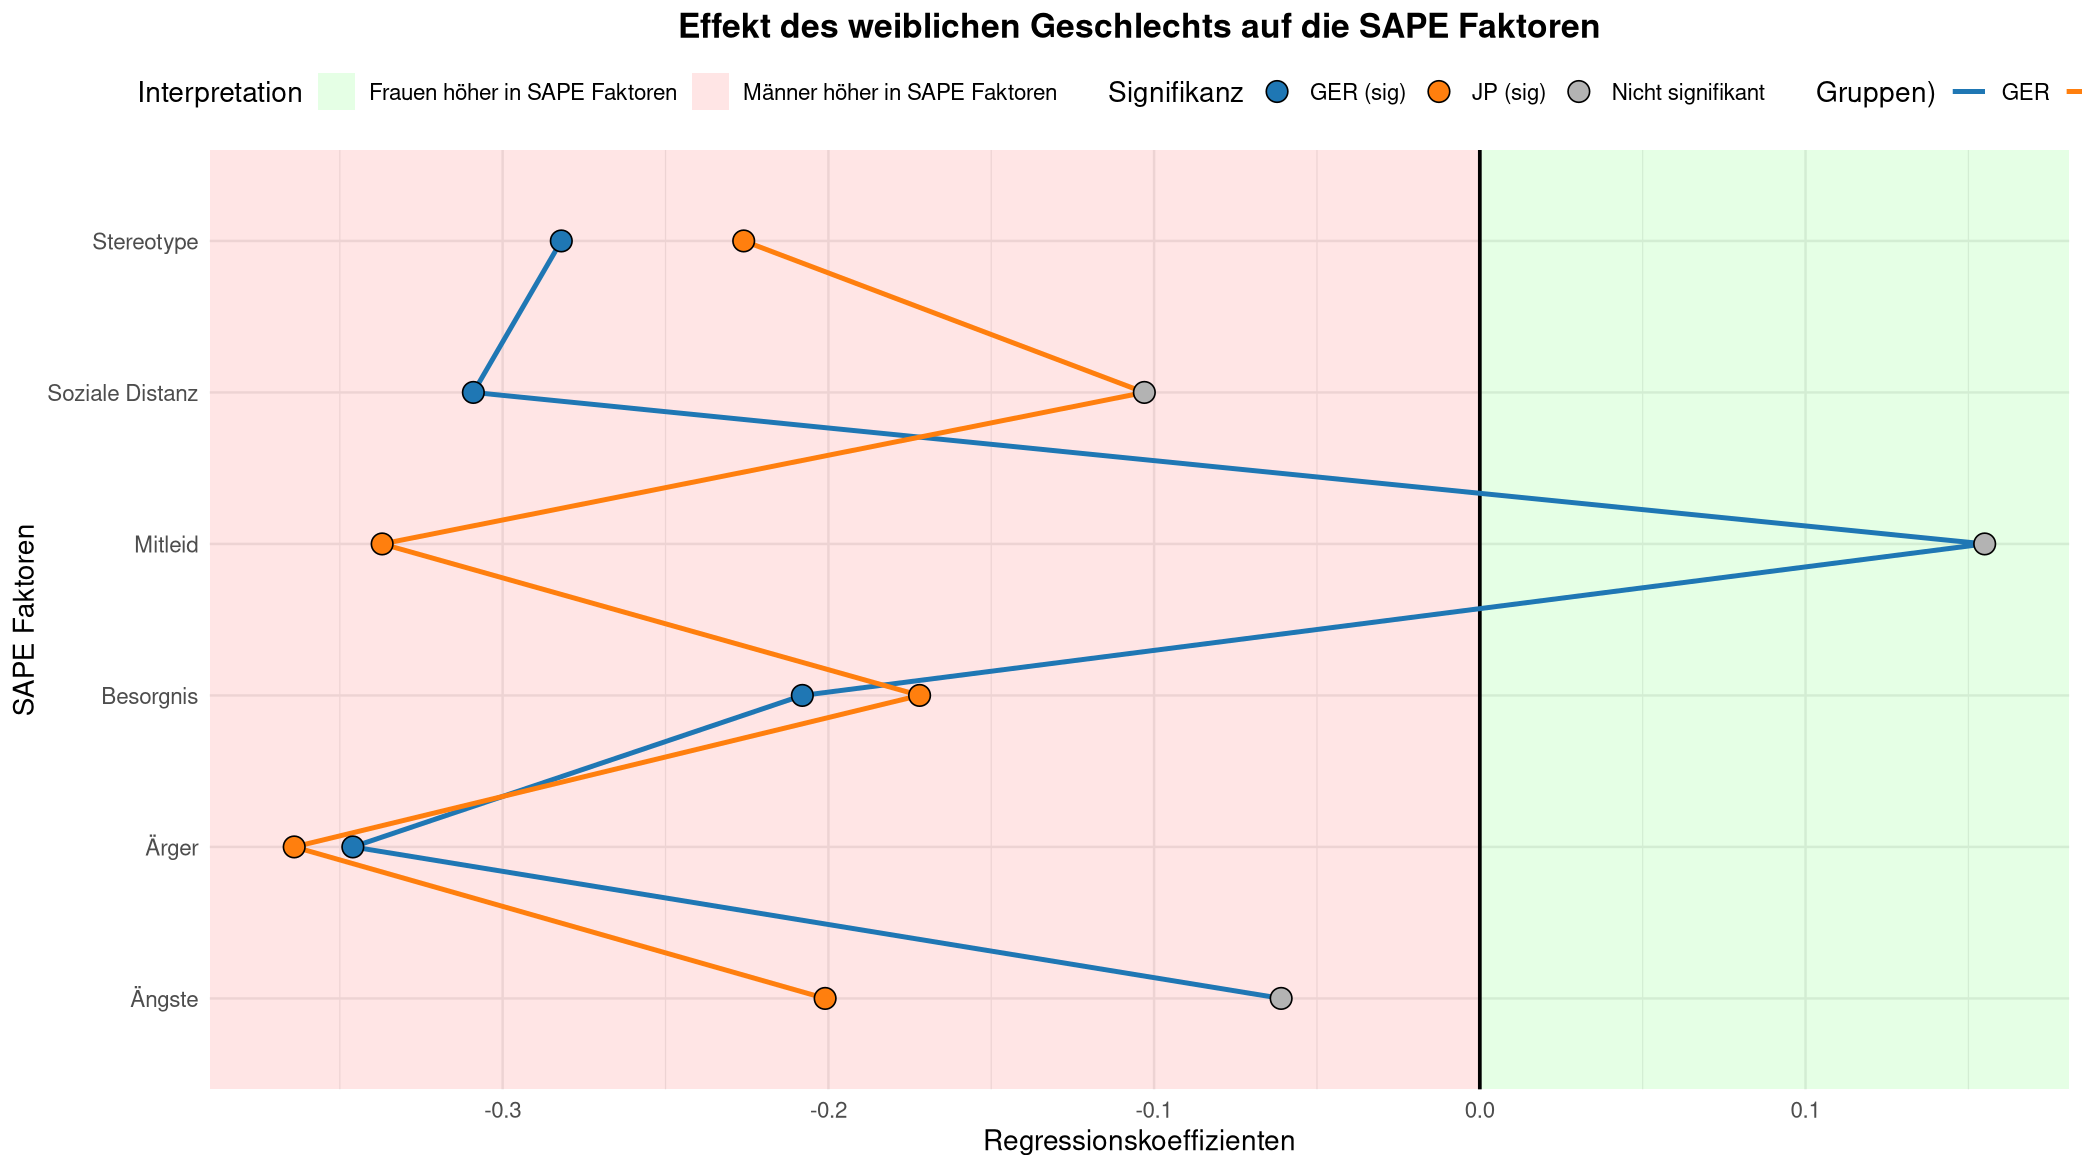 Effekt des weiblichen Geschlechts auf die SAPE Faktoren
Interpretation Frauen höher in SAPE Faktoren Männer höher in SAPE Faktoren Signifikanz GER (sig) JP (sig) Nicht signifikant Gruppen) GER
SAPE Faktoren
Stereotype
Soziale Distanz
Mitleid
Besorgnis
Ärger
Ängste
-0.3 -0.2 -0.1 0.0 0.1
Regressionskoeffizienten